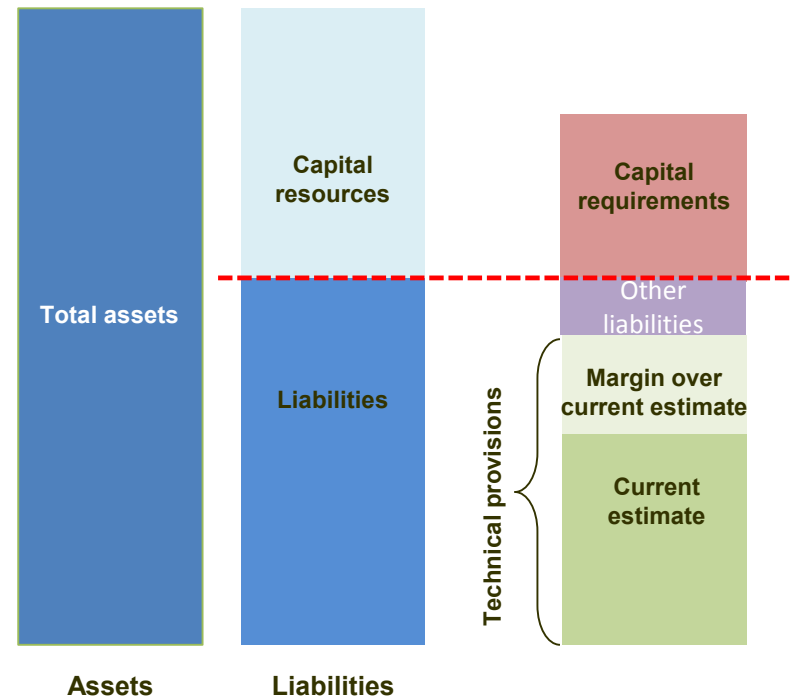 Total assets
Capital
resources
Liabilities
Capital
requirements
Other
liabilities
Margin over
current estimate
Current
estimate
Technical provisions
Assets
Liabilities